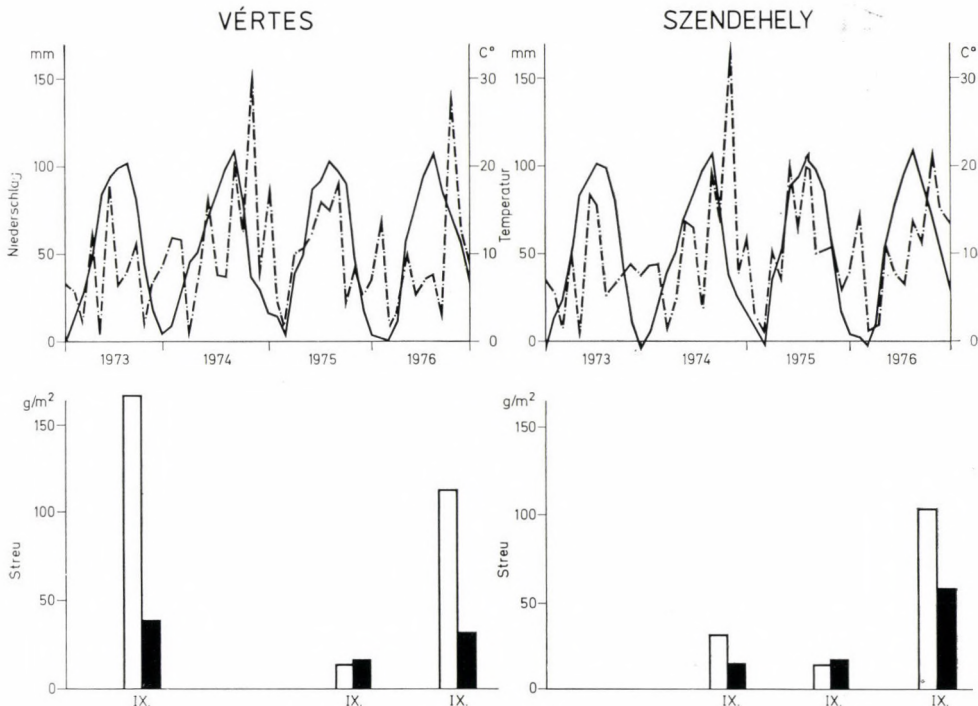 VÉRTES
SZENDEHELY
mm
C°
150
30
100
20
50
10
0
0
Niederschlag
1973
1974
1975
1976
mm
C°
150
30
100
20
50
10
0
0
Temperatur
1973
1974
1975
1976
g/m²
150
100
50
0
Streu
IX.
IX.
IX.
g/m²
150
100
50
0
Streu
IX.
IX.
IX.